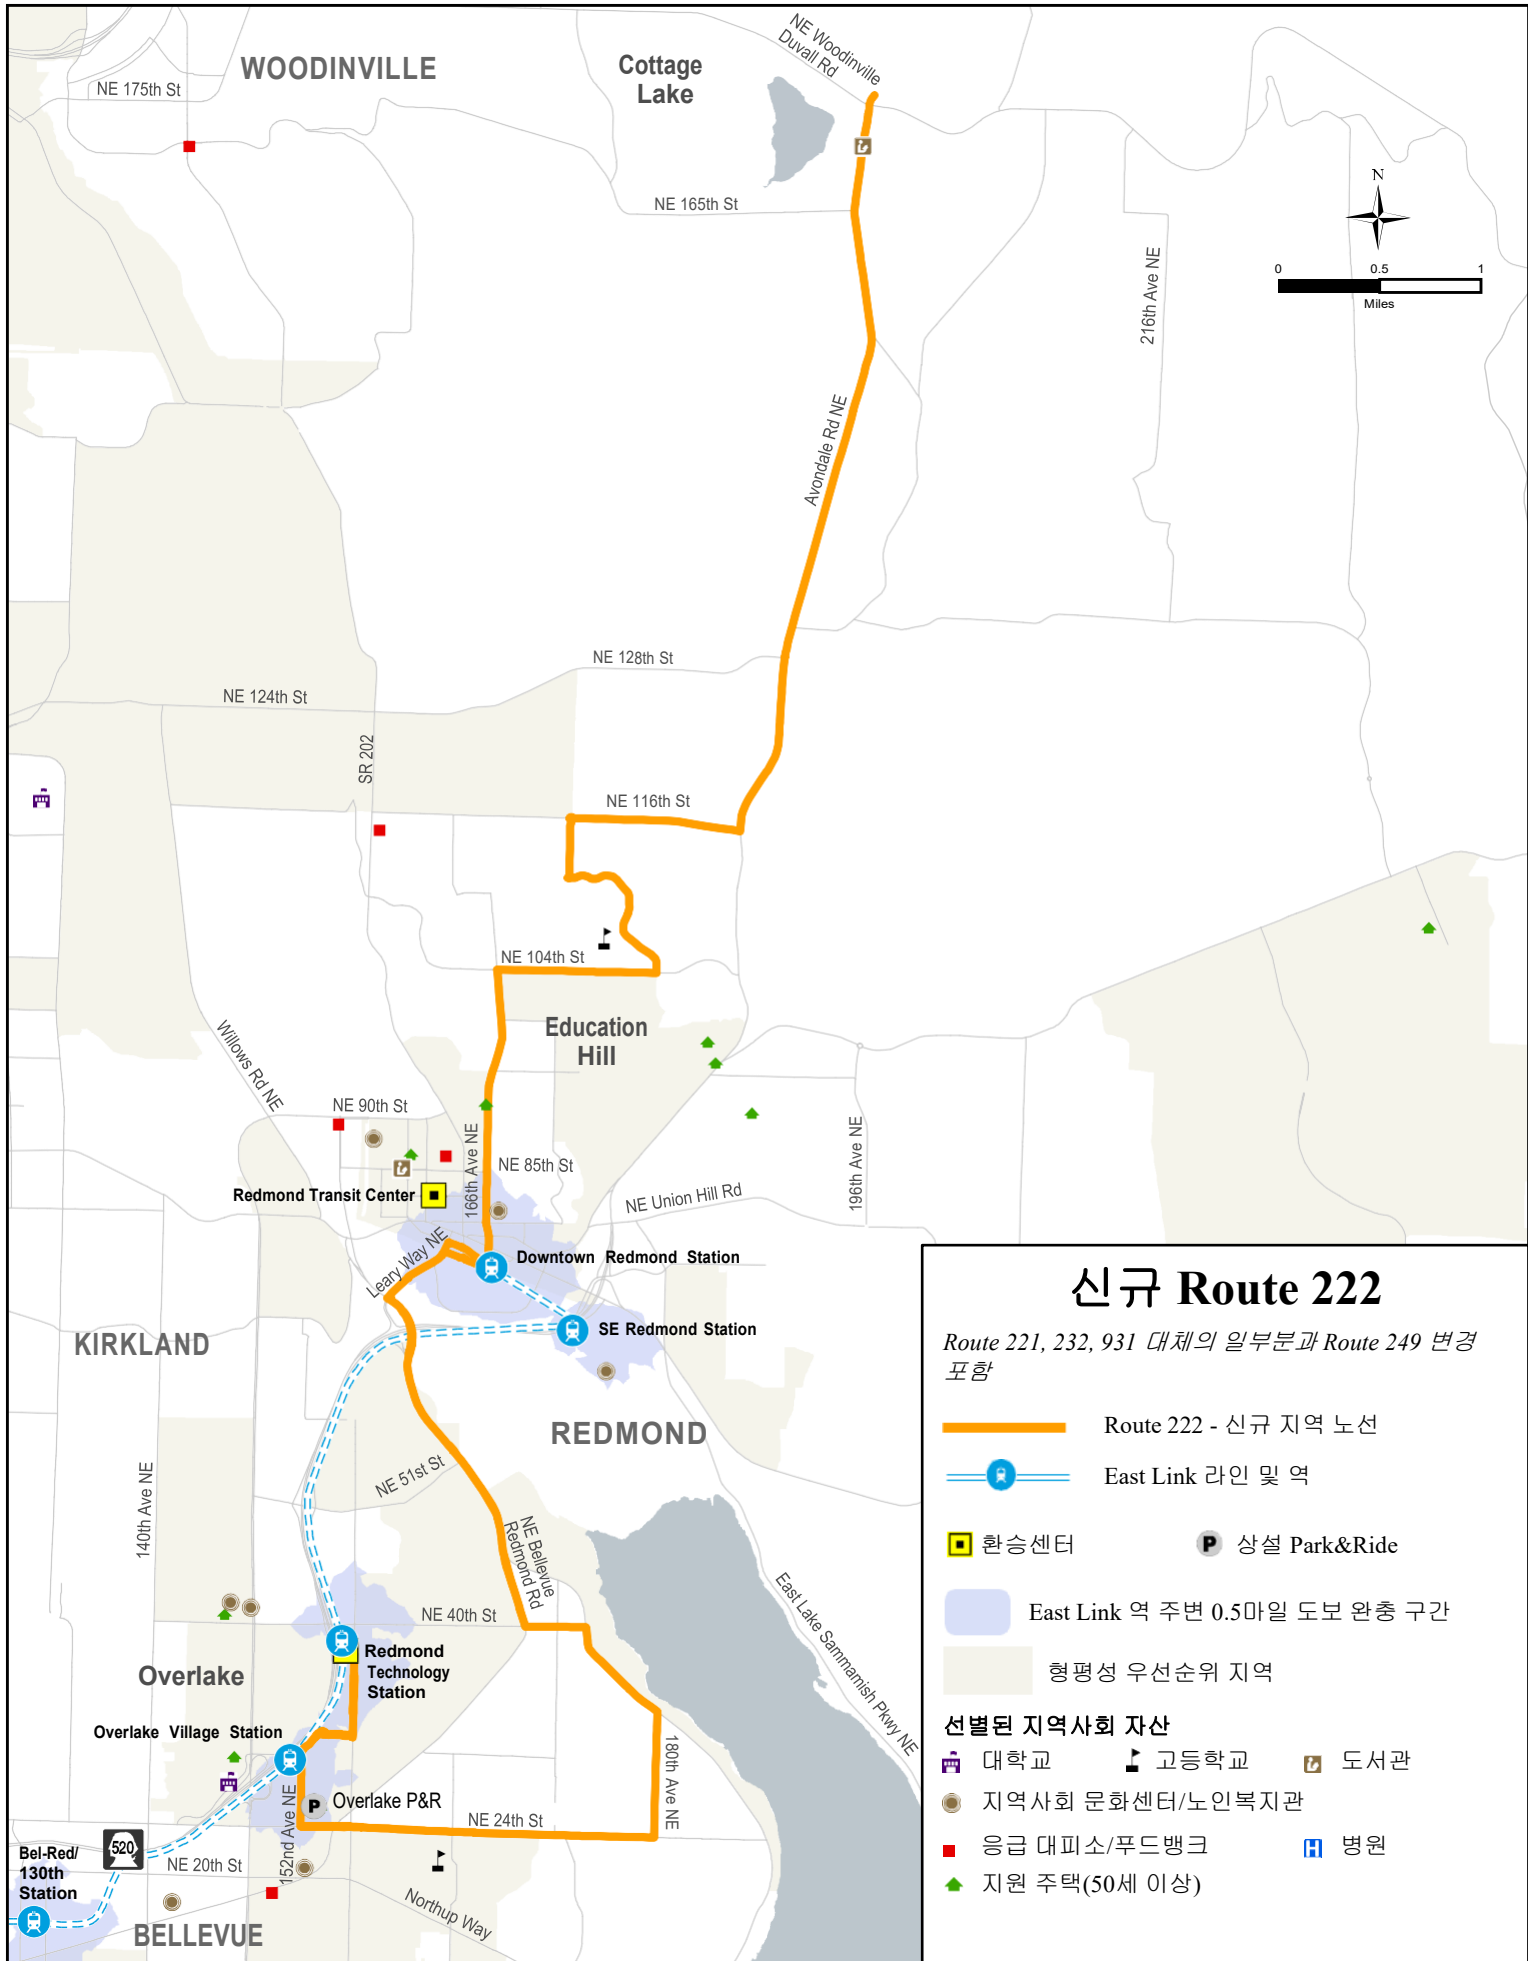 WOODINVILLE
Cottage
Lake
NE Woodinville
Duvall Rd
NE 175th St
NE 165th St
N
0 0.5 1
Miles
216th Ave NE
Avondale Rd NE
NE 128th St
NE 124th St
SR 202
NE 116th St
NE 104th St
Education
Hill
Willows Rd NE
NE 90th St
166th Ave NE
NE 85th St
196th Ave NE
Redmond Transit Center
NE Union Hill Rd
Leary Way NE
Downtown Redmond Station
SE Redmond Station
KIRKLAND
REDMOND
140th Ave NE
NE 51st St
NE Bellevue
Redmond Rd
NE 40th St
East Lake Sammamish Pkwy NE
Redmond
Technology
Station
Overlake
Overlake Village Station
180th Ave NE
Overlake P&R
P
NE 24th St
152nd Ave NE
520
Bel-Red/
130th
Station
NE 20th St
Northup Way
BELLEVUE
신규 Route 222
Route 221, 232, 931 대체의 일부분과 Route 249 변경
포함
Route 222 - 신규 지역 노선
East Link 라인 및 역
환승센터
P 상설 Park&Ride
East Link 역 주변 0.5마일 도보 완충 구간
형평성 우선순위 지역
선별된 지역사회 자산
대학교 고등학교 도서관
지역사회 문화센터/노인복지관
응급 대피소/푸드뱅크 H 병원
지원 주택(50세 이상)